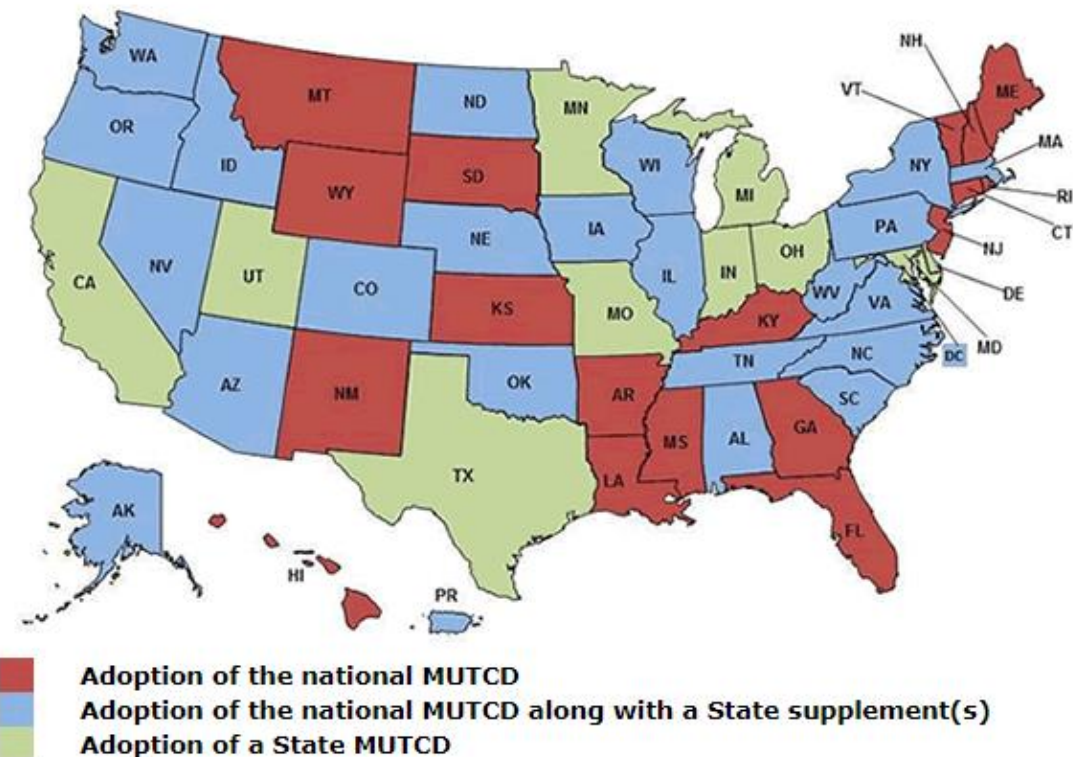 WA
MT
ND
MN
NH
VT
ME
OR
ID
WY
SD
WI
MI
NY
MA
RI
CT
NV
UT
CO
NE
IA
IL
IN
OH
PA
NJ
DE
MD
CA
KS
MO
KY
WV
VA
DC
AZ
NM
OK
AR
TN
NC
SC
TX
LA
MS
AL
GA
FL
AK
HI
PR
Adoption of the national MUTCD
Adoption of the national MUTCD along with a State supplement(s)
Adoption of a State MUTCD